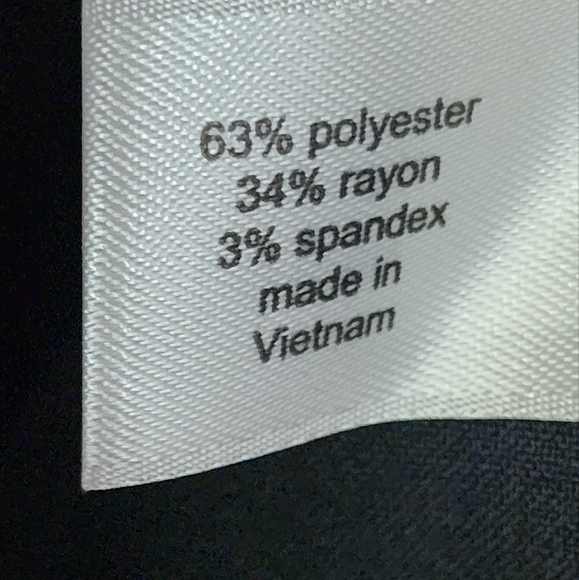 63% polyester
34% rayon
3% spandex
made in
Vietnam